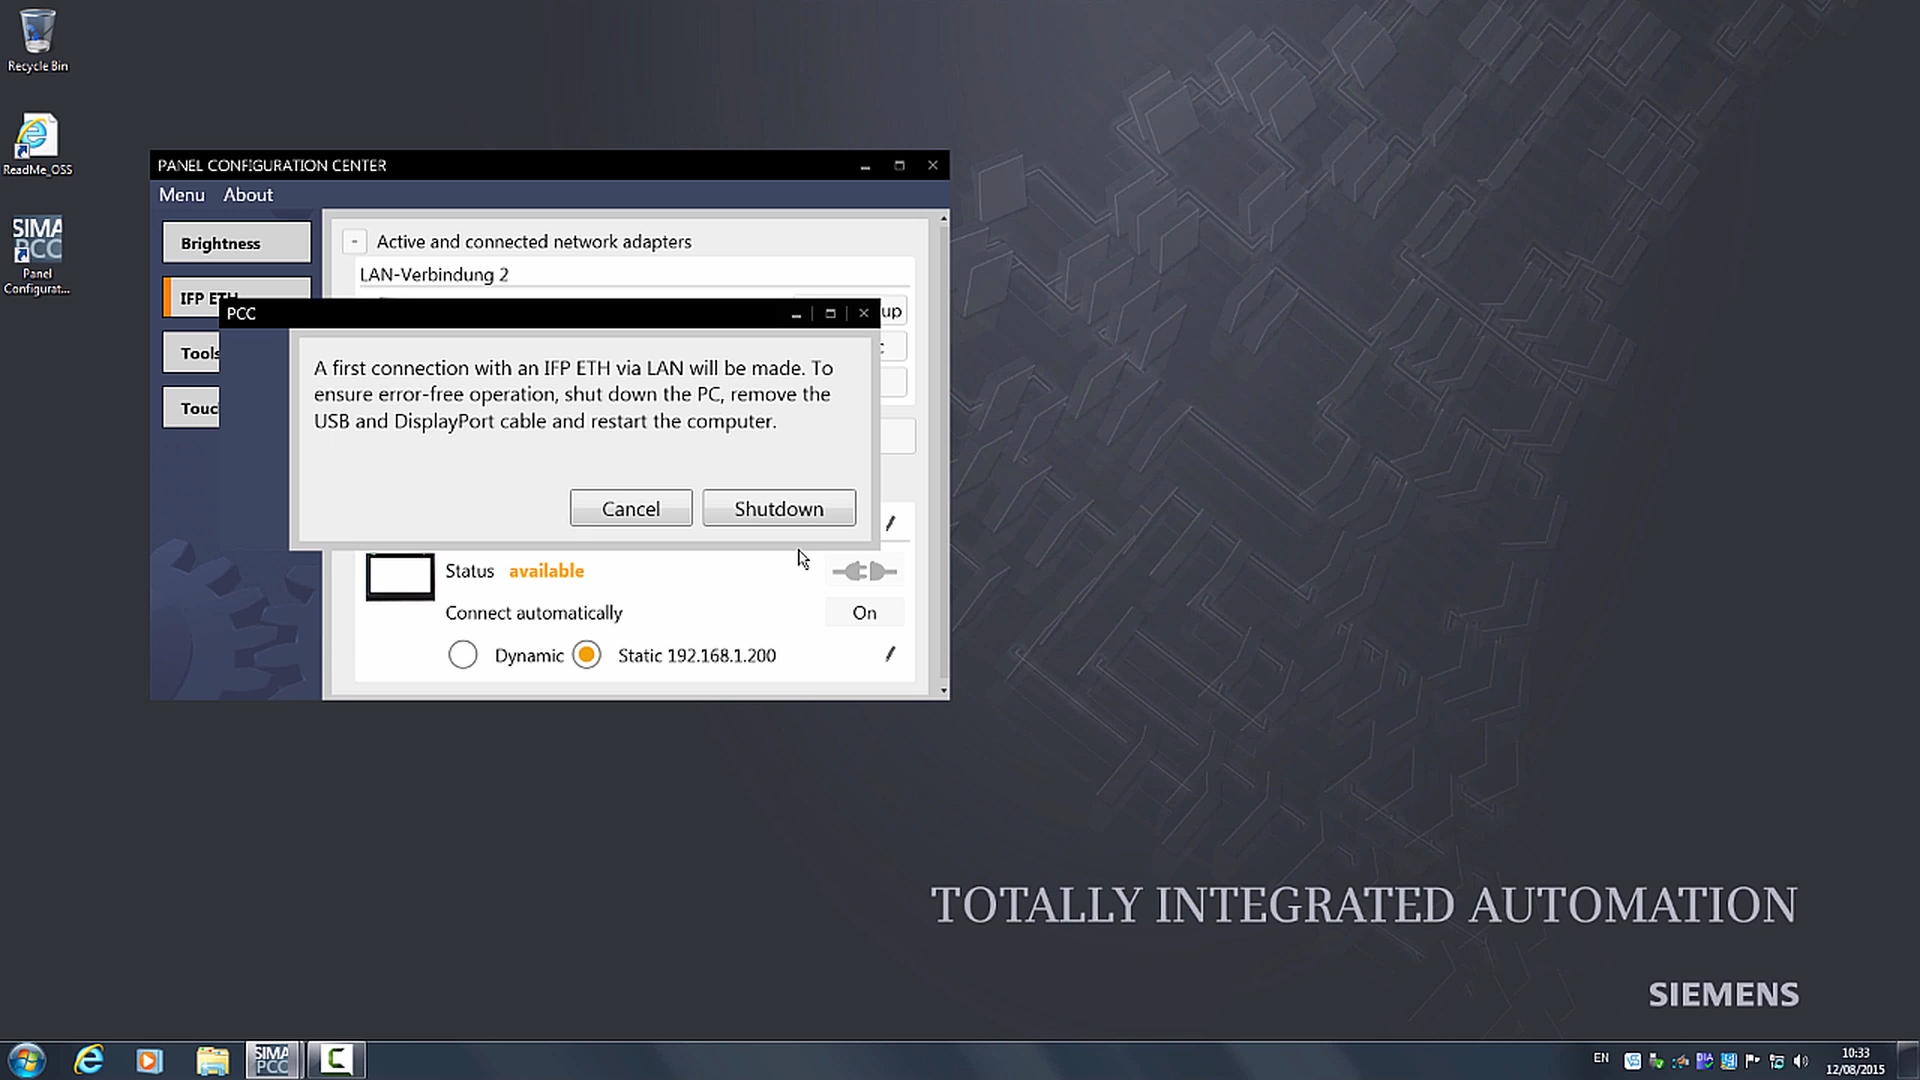 Recycle Bin
ReadMe_OSS
SIMA
PCC
Panel
Configurat...
PANEL CONFIGURATION CENTER
Menu About
Brightness
IFP ETH
Tools
Touc
- Active and connected network adapters
LAN-Verbindung 2
up
PCC
A first connection with an IFP ETH via LAN will be made. To
ensure error-free operation, shut down the PC, remove the
USB and DisplayPort cable and restart the computer.
Cancel Shutdown
Status available
Connect automatically On
Dynamic Static 192.168.1.200
TOTALLY INTEGRATED AUTOMATION
SIEMENS
SIMA
PCC
EN
10:33
12/08/2015